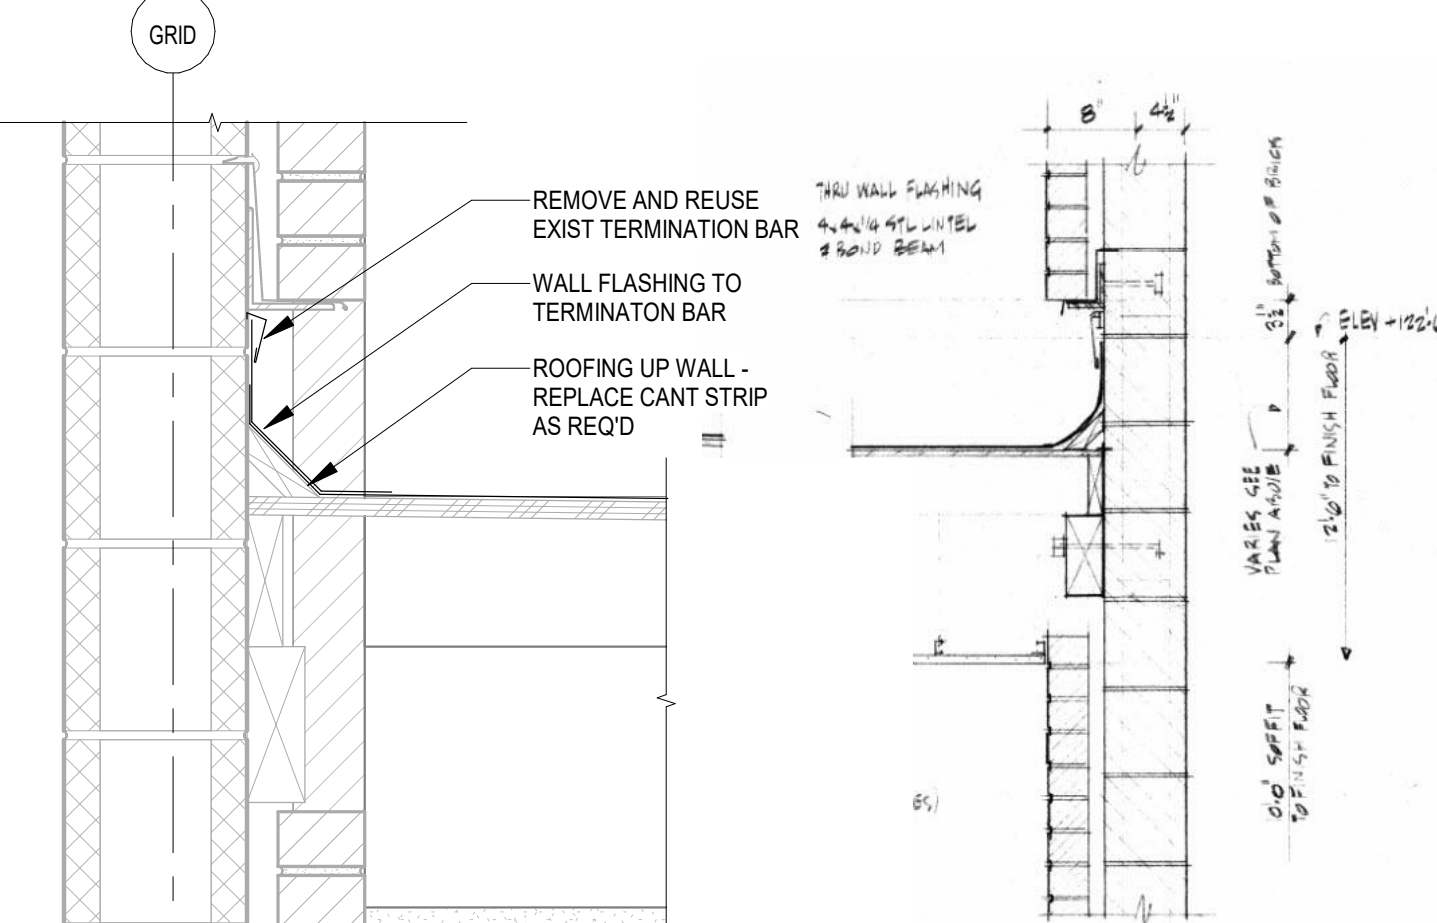 GRID
REMOVE AND REUSE
EXIST TERMINATION BAR
WALL FLASHING TO
TERMINATON BAR
ROOFING UP WALL -
REPLACE CANT STRIP
AS REQ'D
THRU WALL FLASHING
4x4x1/4 STL LINTEL
BOND BEAM
8"
4½"
BOTTOM OF BRICK
3½"
ELEV +122'-
12'-0" TO FINISH FLOOR
VARIES SEE
PLAN ABOVE
SOFFIT
TO FINISH FLOOR
ES)